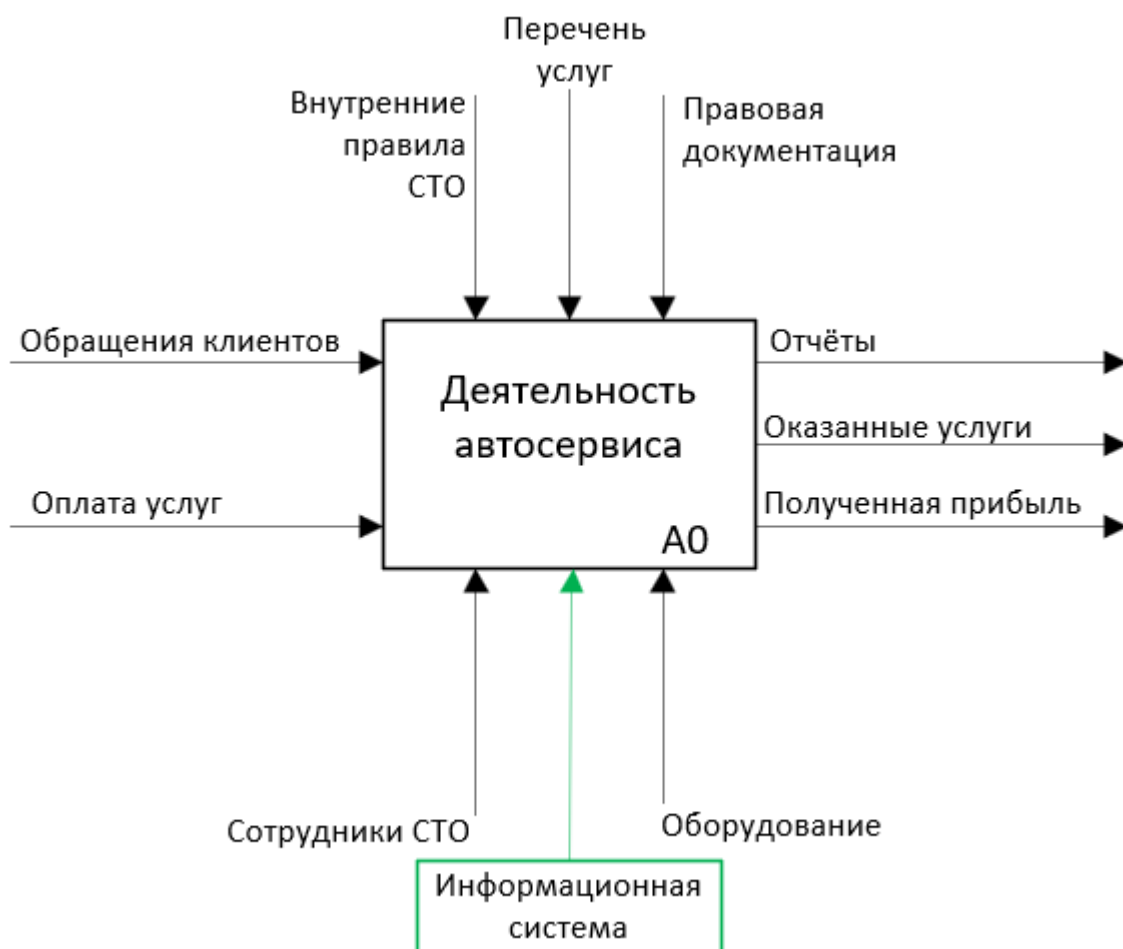 Перечень
услуг
Внутренние
правила
СТО
Правовая
документация
Обращения клиентов
Оплата услуг
Деятельность
автосервиса
А0
Отчёты
Оказанные услуги
Полученная прибыль
Сотрудники СТО
Оборудование
Информационная
система